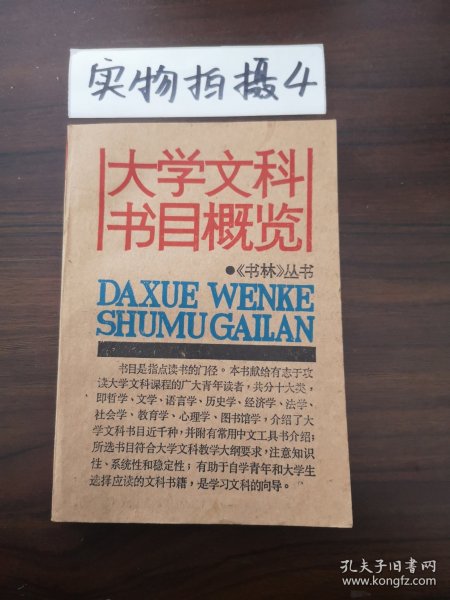 实物拍摄4
大学文科
书目概览
●《书林》丛书
DAXUE WENKE
SHUMU GAILAN
书目是指点读书的门径。本书献给有志于攻
读大学文科课程的广大青年读者，共分十大类，
即哲学、文学、语言学、历史学、经济学、法学、
社会学、教育学、心理学、图书馆学，介绍了大
学文科书目近千种，并附有常用中文工具书介绍；
所选书目符合大学文科教学大纲要求，注意知识
性、系统性和稳定性；有助于自学青年和大学生
选择应读的文科书籍，是学习文科的向导。
孔夫子旧书网
www.kongfz.com